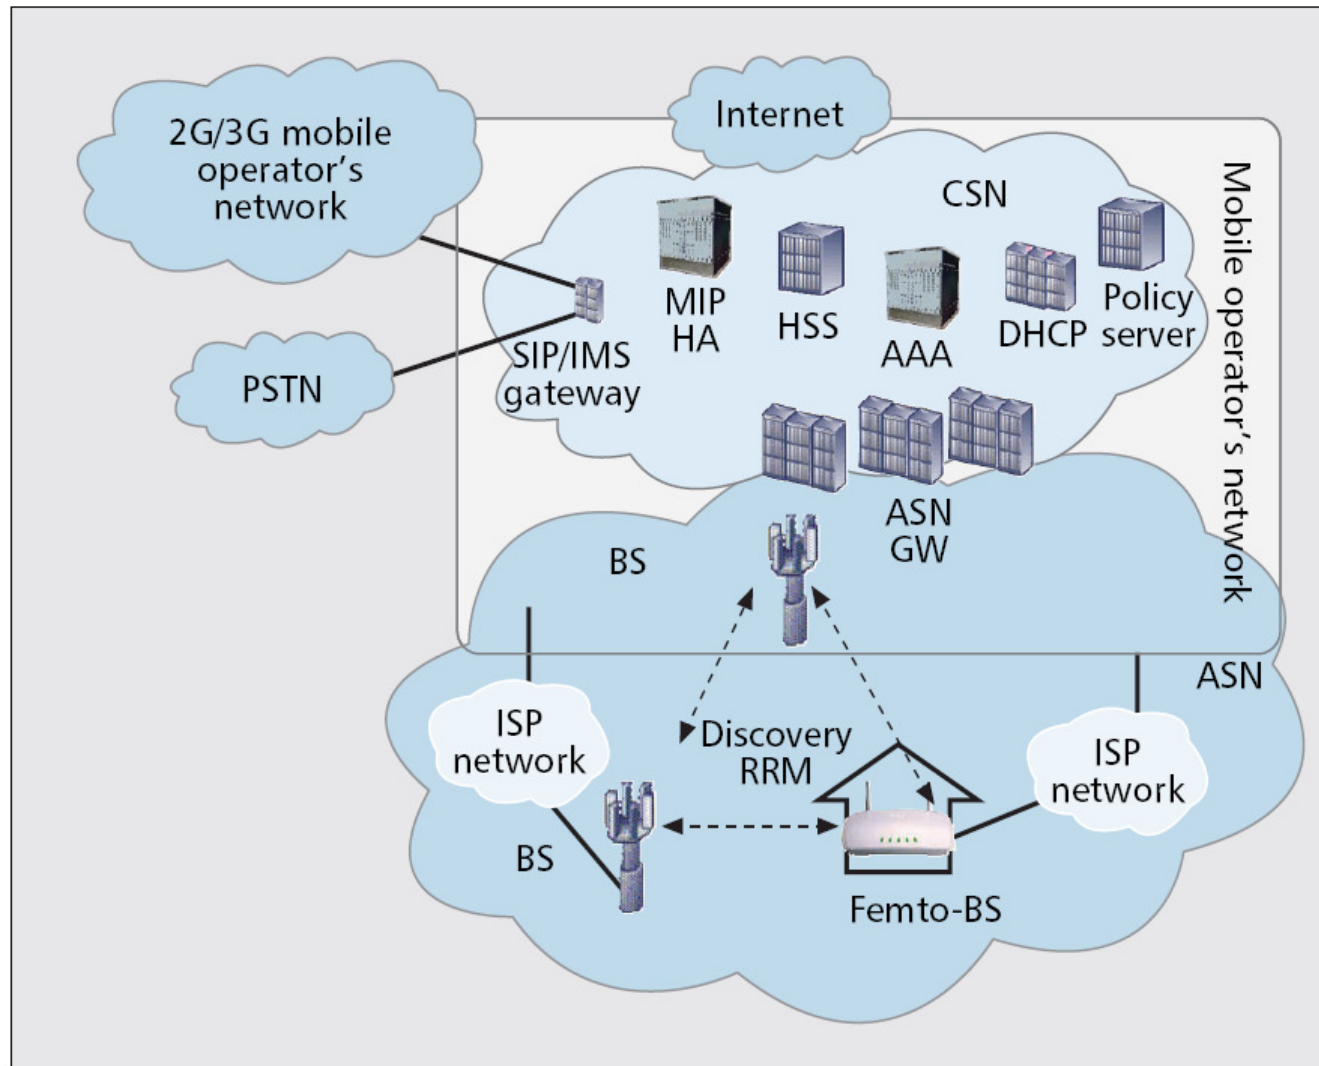 Internet
2G/3G mobile
operator's
network
CSN
Mobile operator's network
MIP
HA
HSS
AAA
DHCP
Policy
server
SIP/IMS
gateway
PSTN
ASN
GW
BS
ASN
ISP
network
Discovery
RRM
ISP
network
BS
Femto-BS